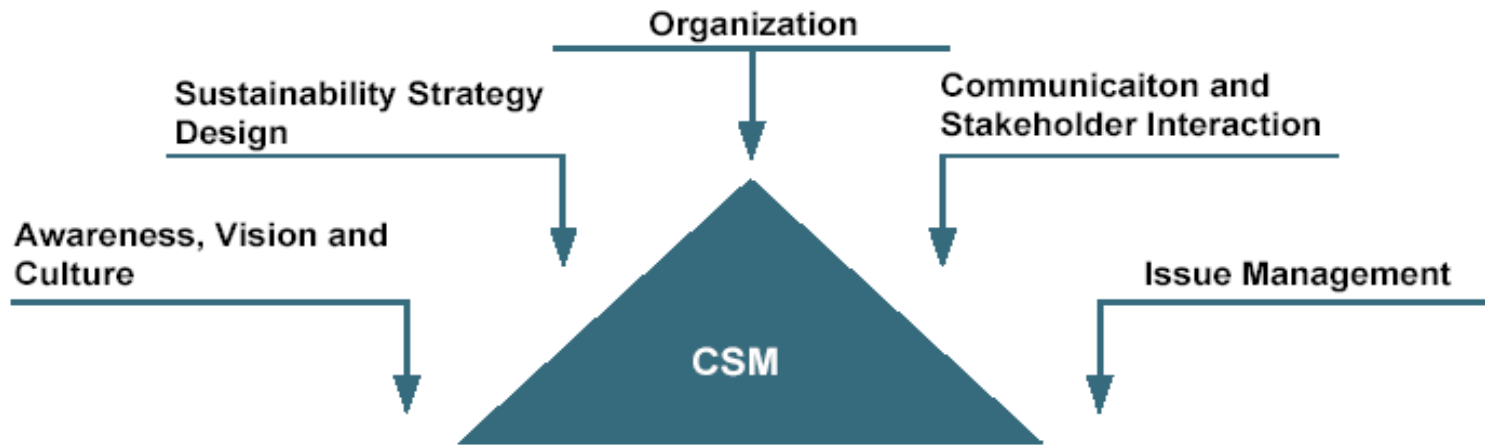 Organization
Sustainability Strategy
Design
Communicaiton and
Stakeholder Interaction
Awareness, Vision and
Culture
Issue Management
CSM